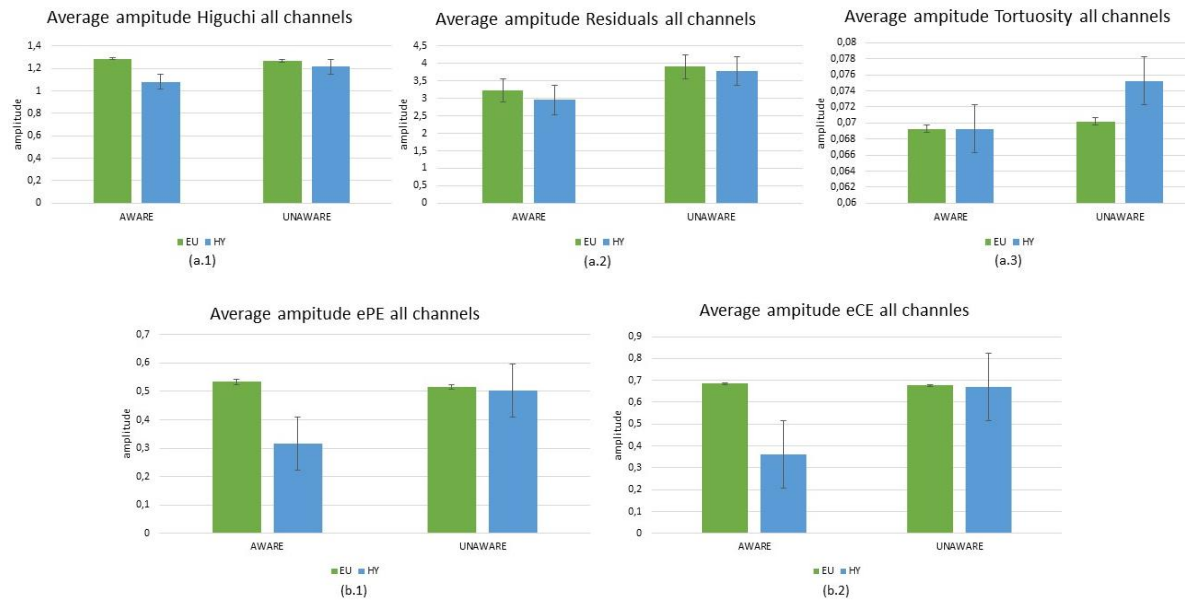 Average ampitude Higuchi all channels
1,4
1,2
1
0,8
0,6
0,4
0,2
0
amplitude
AWARE
UNAWARE
EU HY
(a.1)
Average ampitude Residuals all channels
4,5
4
3,5
3
2,5
2
1,5
1
0,5
0
amplitude
AWARE
UNAWARE
EU HY
(a.2)
Average ampitude Tortuosity all channels
0,08
0,078
0,076
0,074
0,072
0,07
0,068
0,066
0,064
0,062
0,06
amplitude
AWARE
UNAWARE
EU HY
(a.3)
Average ampitude ePE all channels
0,7
0,6
0,5
0,4
0,3
0,2
0,1
0
amplitude
AWARE
UNAWARE
EU HY
(b.1)
Average ampitude eCE all channles
0,9
0,8
0,7
0,6
0,5
0,4
0,3
0,2
0,1
0
amplitude
AWARE
UNAWARE
EU HY
(b.2)